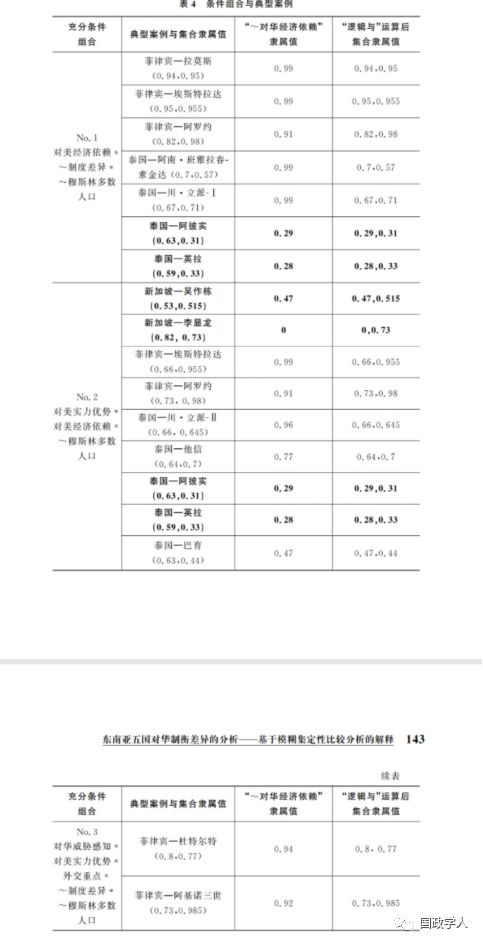 表 4 条件组合与典型案例
充分条件
组合
典型案例与集合隶属值
“～对华经济依赖”
隶属值
“逻辑与”运算后
集合隶属值
No.1
对美经济依赖*
～制度差异*
～穆斯林多数
人口
菲律宾—拉莫斯
(0.94,0.95)
0.99
0.94,0.95
菲律宾—埃斯特拉达
(0.95,0.955)
0.99
0.95,0.955
菲律宾—阿罗约
(0.82,0.98)
0.91
0.82,0.98
泰国—阿南·班雅拉春-
素金达 (0.7,0.57)
0.99
0.7,0.57
泰国—川·立派-Ⅰ
(0.67,0.71)
0.99
0.67,0.71
泰国—阿披实
(0.63,0.31)
0.29
0.29,0.31
泰国—英拉
(0.59,0.33)
0.28
0.28,0.33
No.2
对美实力优势*
对美经济依赖*
～穆斯林多数
人口
新加坡—吴作栋
(0.53,0.515)
0.47
0.47,0.515
新加坡—李显龙
(0.82, 0.73)
0
0,0.73
菲律宾—埃斯特拉达
(0.66,0.955)
0.99
0.66,0.955
菲律宾—阿罗约
(0.73, 0.98)
0.91
0.73,0.98
泰国—川·立派-Ⅱ
(0.66, 0.645)
0.96
0.66,0.645
泰国—他信
(0.64,0.7)
0.77
0.64,0.7
泰国—阿披实
(0.63,0.31)
0.29
0.29,0.31
泰国—英拉
(0.59,0.33)
0.28
0.28,0.33
泰国—巴育
(0.63,0.44)
0.47
0.47,0.44
东南亚五国对华制衡差异的分析——基于模糊集定性比较分析的解释 143
续表
充分条件
组合
典型案例与集合隶属值
“～对华经济依赖”
隶属值
“逻辑与”运算后
集合隶属值
No.3
对华威胁感知*
对美实力优势*
外交重点*
～制度差异*
～穆斯林多数
人口
菲律宾—杜特尔特
(0.8,0.77)
0.94
0.8, 0.77
菲律宾—阿基诺三世
(0.73,0.985)
0.92
0.73,0.985
国政学人